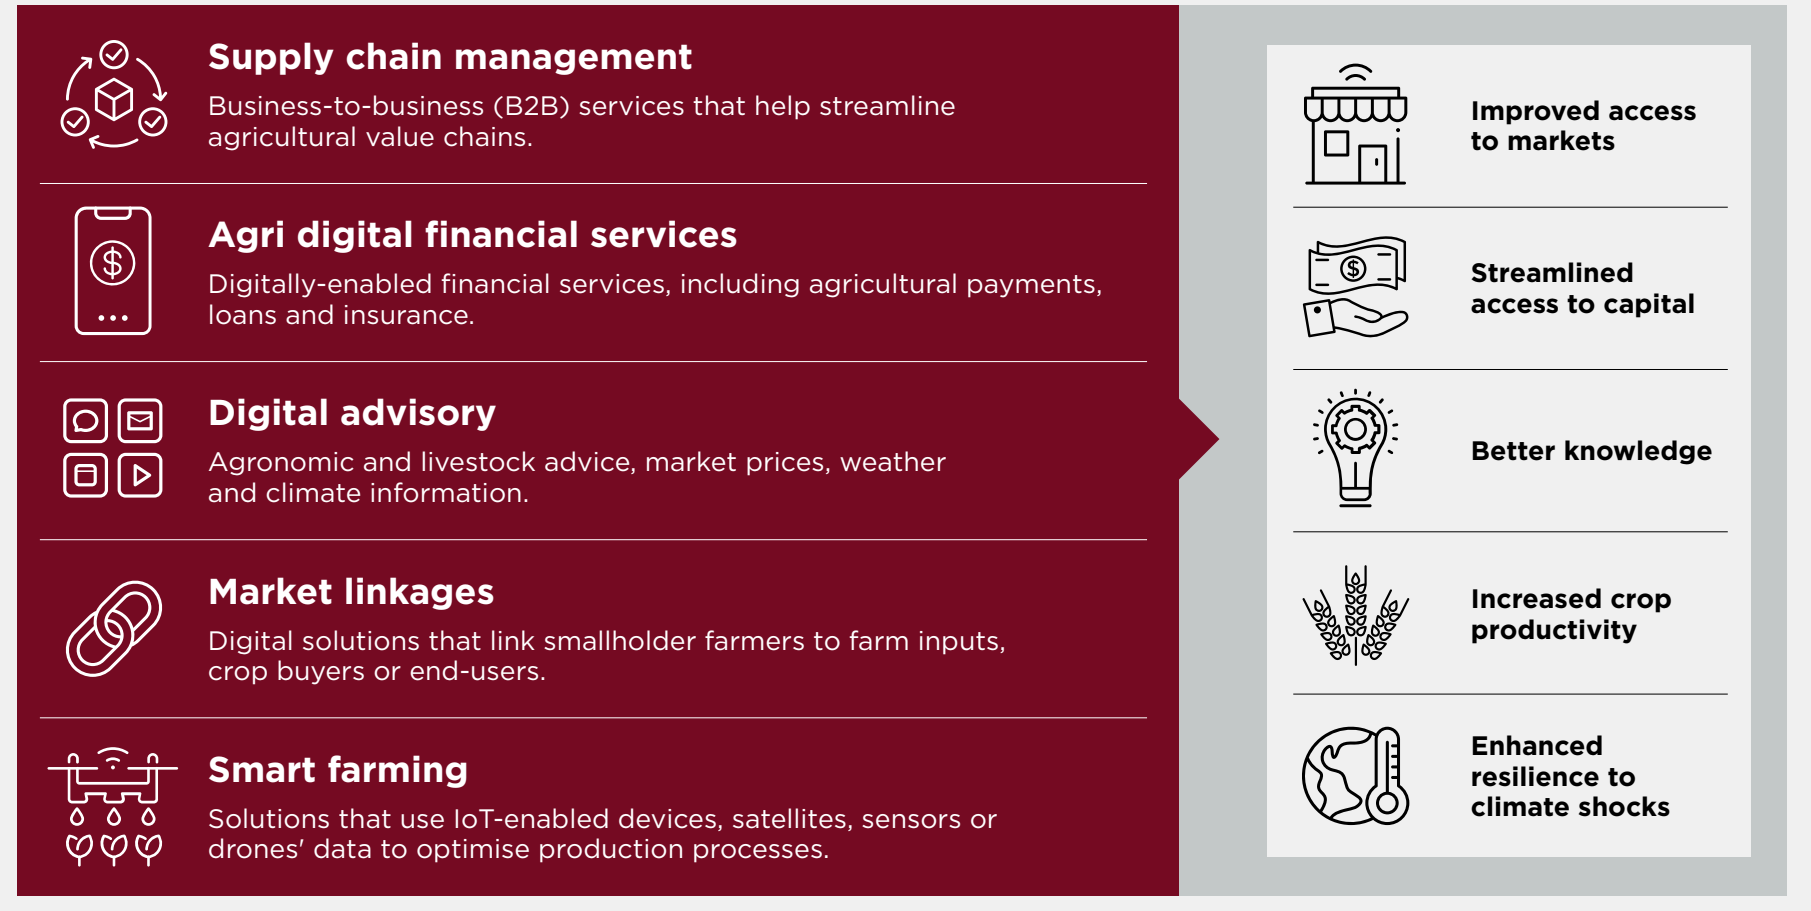 Supply chain management
Business-to-business (B2B) services that help streamline
agricultural value chains.
Agri digital financial services
Digitally-enabled financial services, including agricultural payments,
loans and insurance.
Digital advisory
Agronomic and livestock advice, market prices, weather
and climate information.
Market linkages
Digital solutions that link smallholder farmers to farm inputs,
crop buyers or end-users.
Smart farming
Solutions that use IoT-enabled devices, satellites, sensors or
drones' data to optimise production processes.
Improved access
to markets
Streamlined
access to capital
Better knowledge
Increased crop
productivity
Enhanced
resilience to
climate shocks